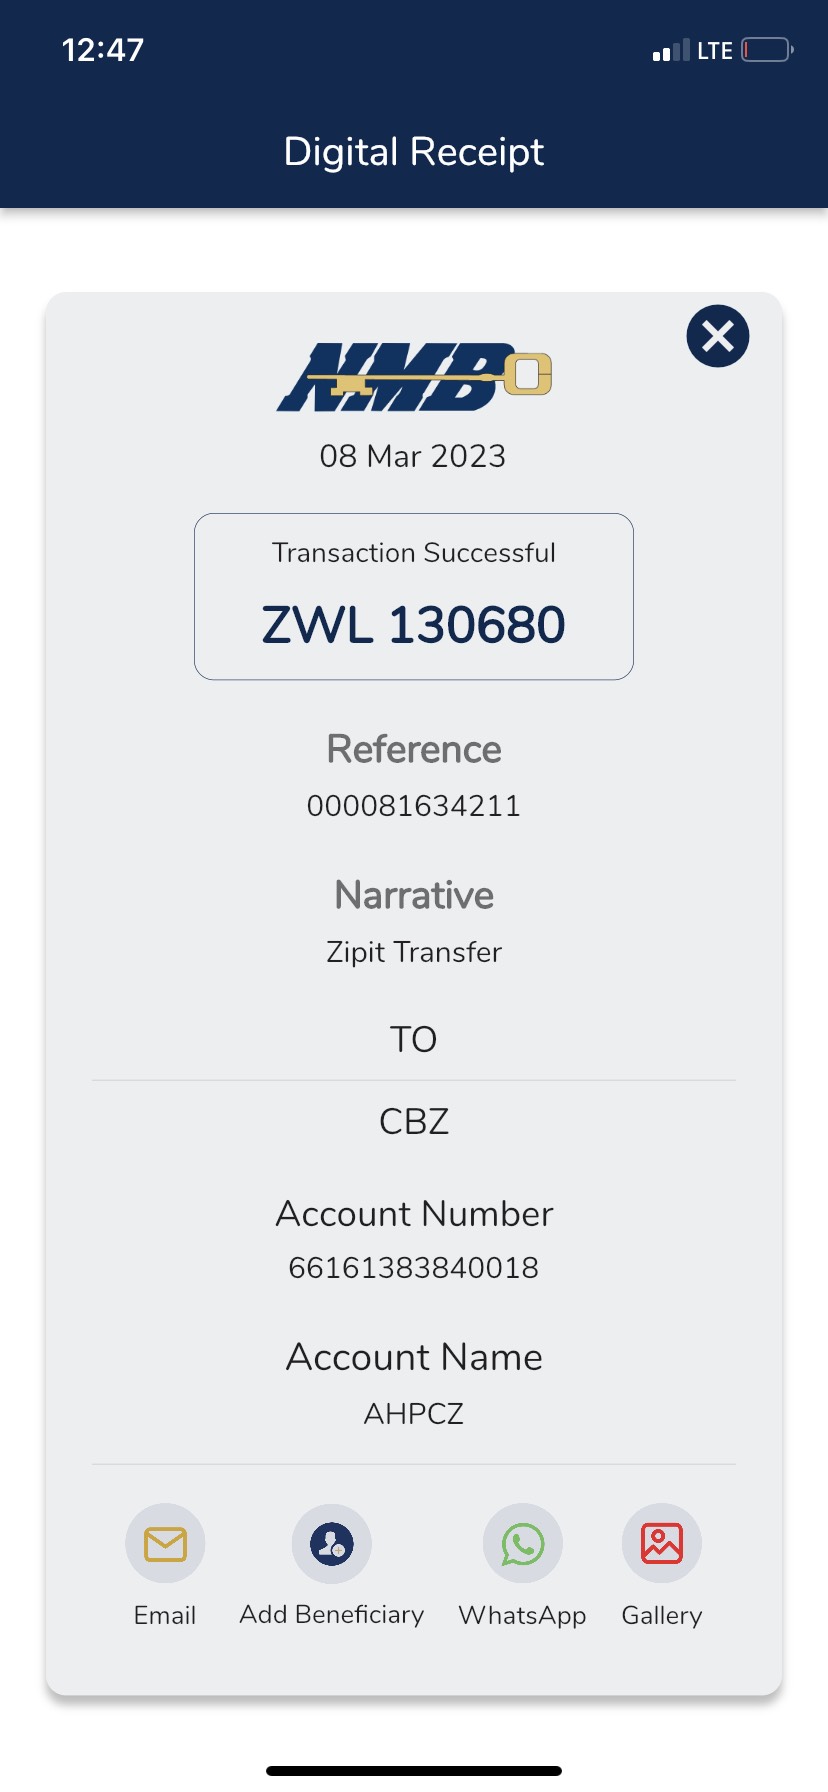 12:47
LTE
Digital Receipt
NMB
08 Mar 2023
Transaction Successful
ZWL 130680
Reference
000081634211
Narrative
Zipit Transfer
TO
CBZ
Account Number
66161383840018
Account Name
AHPCZ
Email
Add Beneficiary
WhatsApp
Gallery